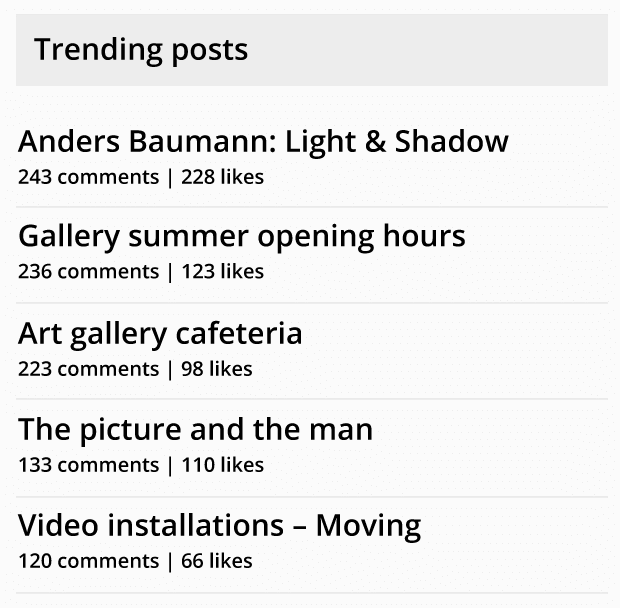 Trending posts
Anders Baumann: Light & Shadow
243 comments | 228 likes
Gallery summer opening hours
236 comments | 123 likes
Art gallery cafeteria
223 comments | 98 likes
The picture and the man
133 comments | 110 likes
Video installations – Moving
120 comments | 66 likes